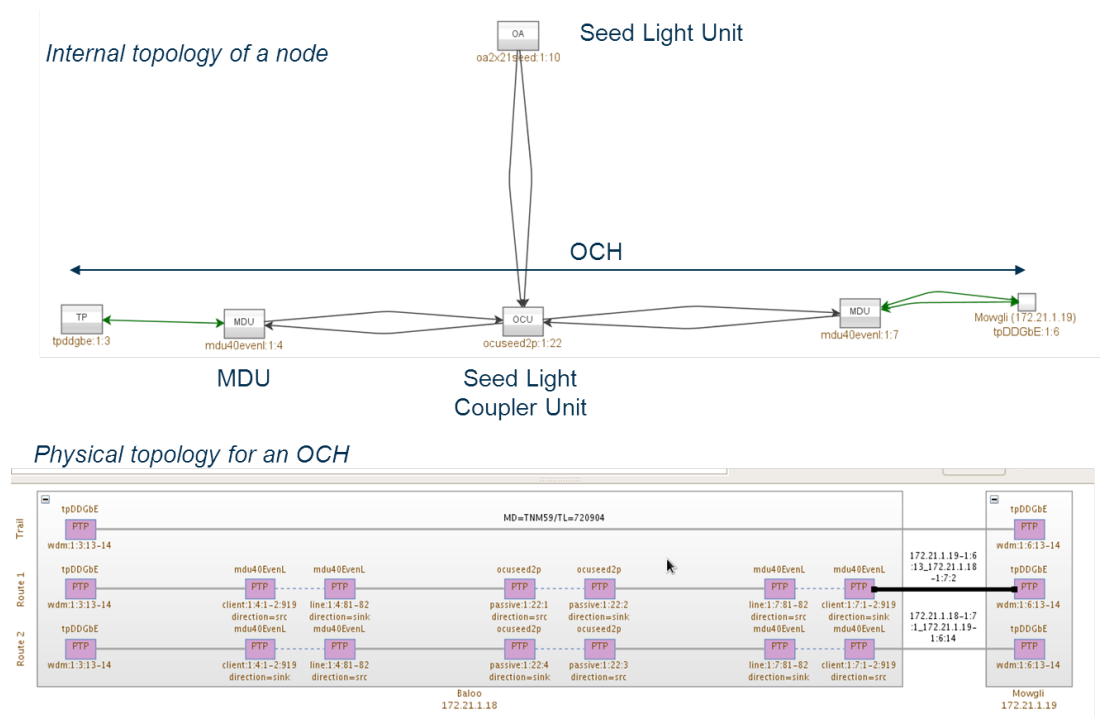 OA
Seed Light Unit
Internal topology of a node
oa2x21seed:1:10
OCH
TP
MDU
OCU
MDU
tpddgbe:1:3
mdu40evenl:1:4
ocuseed2p:1:22
mdu40evenl:1:7
Mowgli (172.21.1.19)
tpDDGbE:1:6
MDU
Seed Light
Coupler Unit
Physical topology for an OCH
Trail
tpDDGbE
PTP
wdm:1:3:13-14
MD=TNM59/TL=720904
tpDDGbE
PTP
wdm:1:6:13-14
Route 1
tpDDGbE
PTP
wdm:1:3:13-14
mdu40EvenL
PTP
client:1:4:1-2:919
direction=src
mdu40EvenL
PTP
line:1:4:81-82
direction=sink
ocuseed2p
PTP
passive:1:22:1
direction=src
ocuseed2p
PTP
passive:1:22:2
direction=sink
mdu40EvenL
PTP
line:1:7:81-82
direction=src
mdu40EvenL
PTP
client:1:7:1-2:919
direction=sink
172.21.1.19-1:6
:13_172.21.1.18
-1:7:2
tpDDGbE
PTP
wdm:1:6:13-14
Route 2
tpDDGbE
PTP
wdm:1:3:13-14
mdu40EvenL
PTP
client:1:4:1-2:919
direction=sink
mdu40EvenL
PTP
line:1:4:81-82
direction=src
ocuseed2p
PTP
passive:1:22:4
direction=sink
ocuseed2p
PTP
passive:1:22:3
direction=src
mdu40EvenL
PTP
line:1:7:81-82
direction=sink
mdu40EvenL
PTP
client:1:7:1-2:919
direction=src
172.21.1.18-1:7
:1_172.21.1.19-
1:6:14
tpDDGbE
PTP
wdm:1:6:13-14
Baloo
172.21.1.18
Mowgli
172.21.1.19